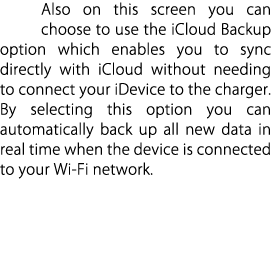 Also on this screen you can
choose to use the iCloud Backup
option which enables you to sync
directly with iCloud without needing
to connect your iDevice to the charger.
By selecting this option you can
automatically back up all new data in
real time when the device is connected
to your Wi-Fi network.